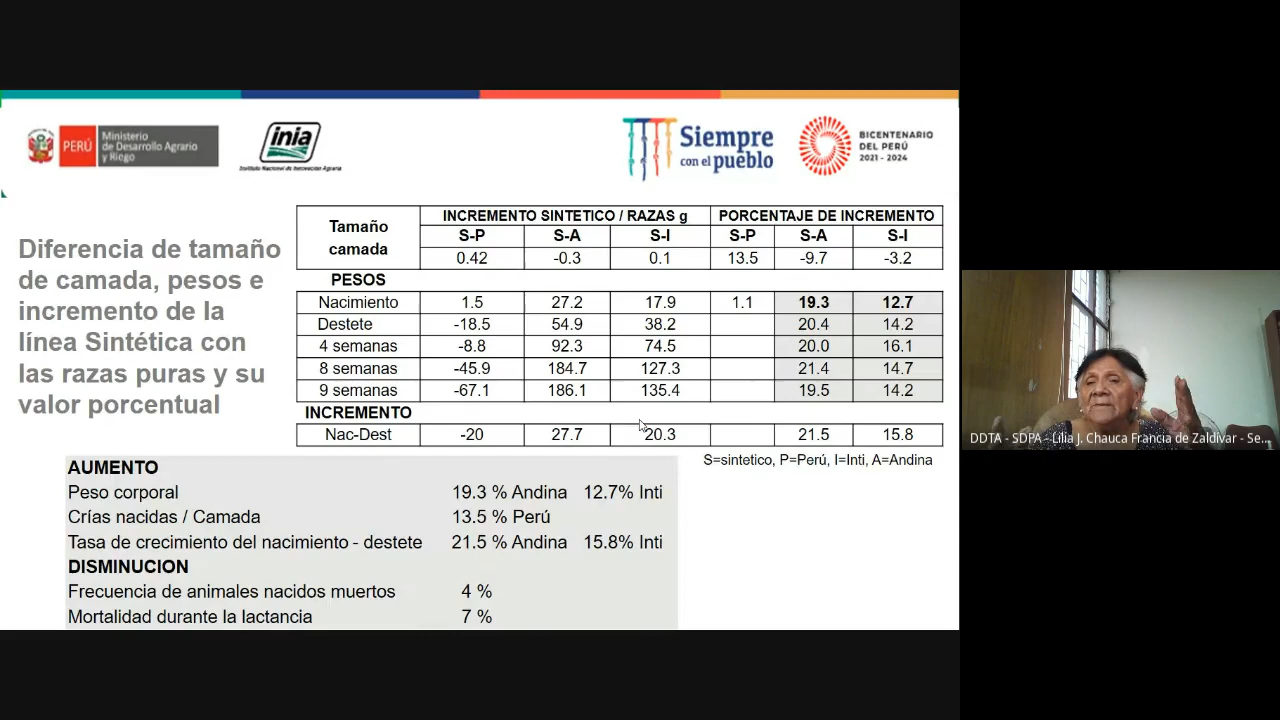 PERÚ
Ministerio
de Desarrollo Agrario
y Riego
inia
Instituto Nacional de Innovación Agraria
Siempre
con el pueblo
BICENTENARIO
DEL PERÚ
2021 - 2024
Diferencia de tamaño
de camada, pesos e
incremento de la
línea Sintética con
las razas puras y su
valor porcentual
Tamaño camada INCREMENTO SINTETICO / RAZAS g PORCENTAJE DE INCREMENTO
S-P S-A S-I S-P S-A S-I
0.42 -0.3 0.1 13.5 -9.7 -3.2
PESOS
Nacimiento 1.5 27.2 17.9 1.1 19.3 12.7
Destete -18.5 54.9 38.2 20.4 14.2
4 semanas -8.8 92.3 74.5 20.0 16.1
8 semanas -45.9 184.7 127.3 21.4 14.7
9 semanas -67.1 186.1 135.4 19.5 14.2
INCREMENTO
Nac-Dest -20 27.7 20.3 21.5 15.8
S=sintetico, P=Perú, I=Inti, A=Andina
AUMENTO
Peso corporal 19.3 % Andina 12.7% Inti
Crías nacidas / Camada 13.5 % Perú
Tasa de crecimiento del nacimiento - destete 21.5 % Andina 15.8% Inti
DISMINUCION
Frecuencia de animales nacidos muertos 4 %
Mortalidad durante la lactancia 7 %
DDTA - SDPA - Lilia J. Chauca Francia de Zaldívar - Se...